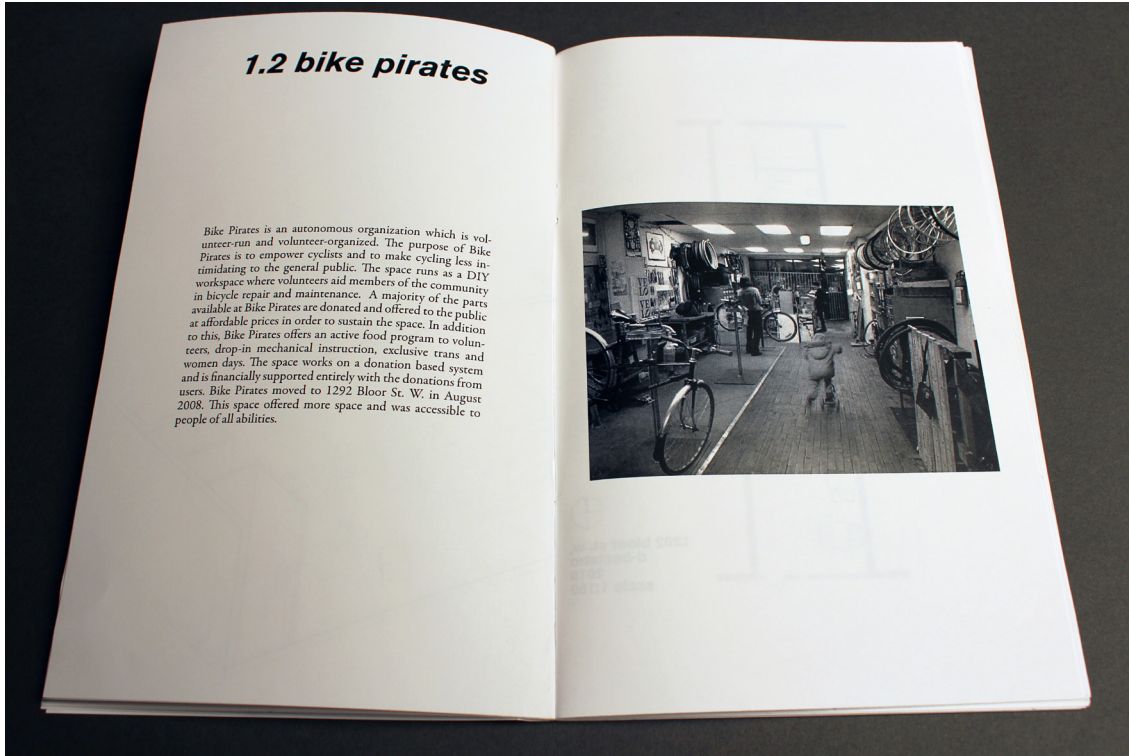 1.2 bike pirates
Bike Pirates is an autonomous organization which is vol-
unteer-run and volunteer-organized. The purpose of Bike
Pirates is to empower cyclists and to make cycling less in-
timidating to the general public. The space runs as a DIY
workspace where volunteers aid members of the community
in bicycle repair and maintenance. A majority of the parts
available at Bike Pirates are donated and offered to the public
at affordable prices in order to sustain the space. In addition
to this, Bike Pirates offers an active food program to volun-
teers, drop-in mechanical instruction, exclusive trans and
women days. The space works on a donation based system
and is financially supported entirely with the donations from
users. Bike Pirates moved to 1292 Bloor St. W. in August
2008. This space offered more space and was accessible to
people of all abilities.